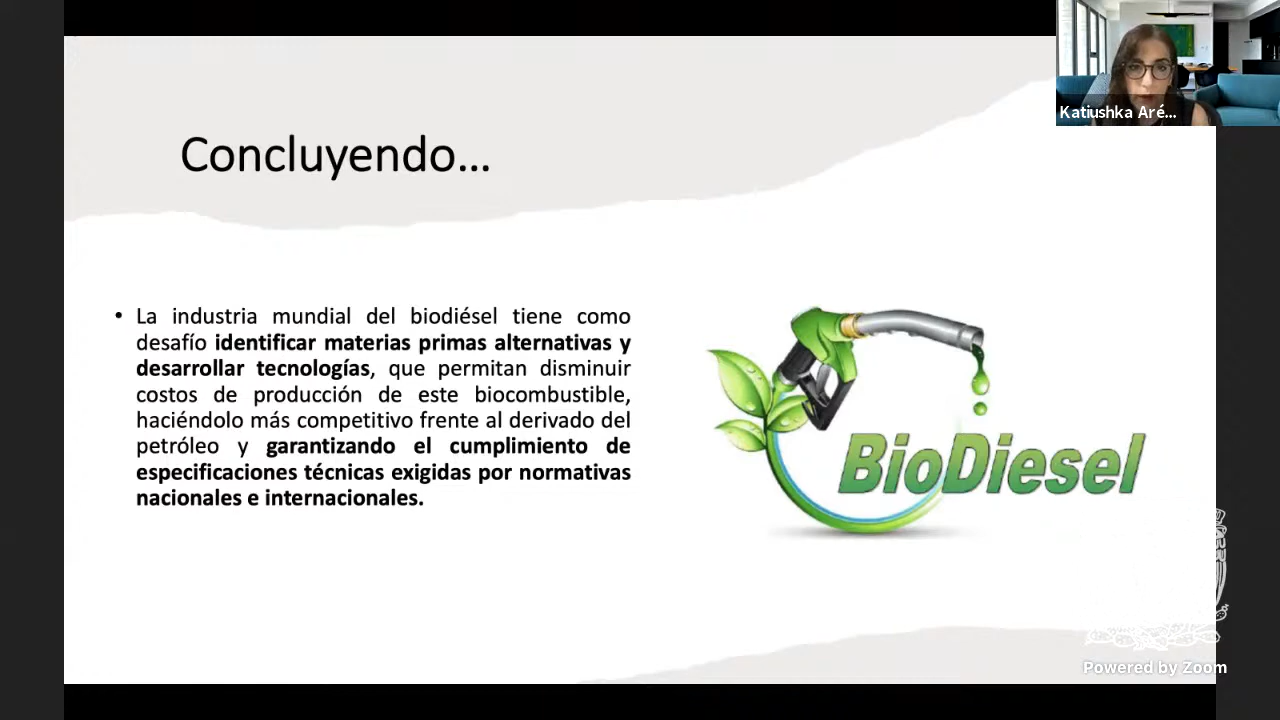 Katiushka Aré...
Concluyendo...
• La industria mundial del biodiésel tiene como
desafío identificar materias primas alternativas y
desarrollar tecnologías, que permitan disminuir
costos de producción de este biocombustible,
haciéndolo más competitivo frente al derivado del
petróleo y garantizando el cumplimiento de
especificaciones técnicas exigidas por normativas
nacionales e internacionales.
BioDiesel
Powered by Zoom